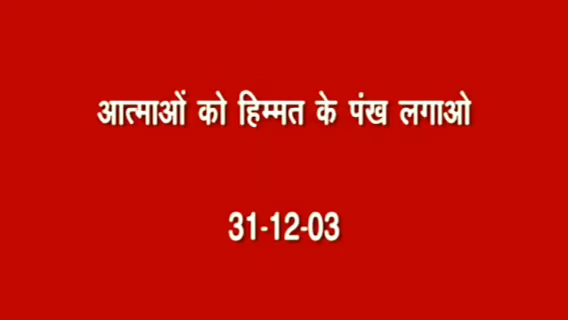 आत्माओं को हिम्मत के पंख लगाओ
31-12-03